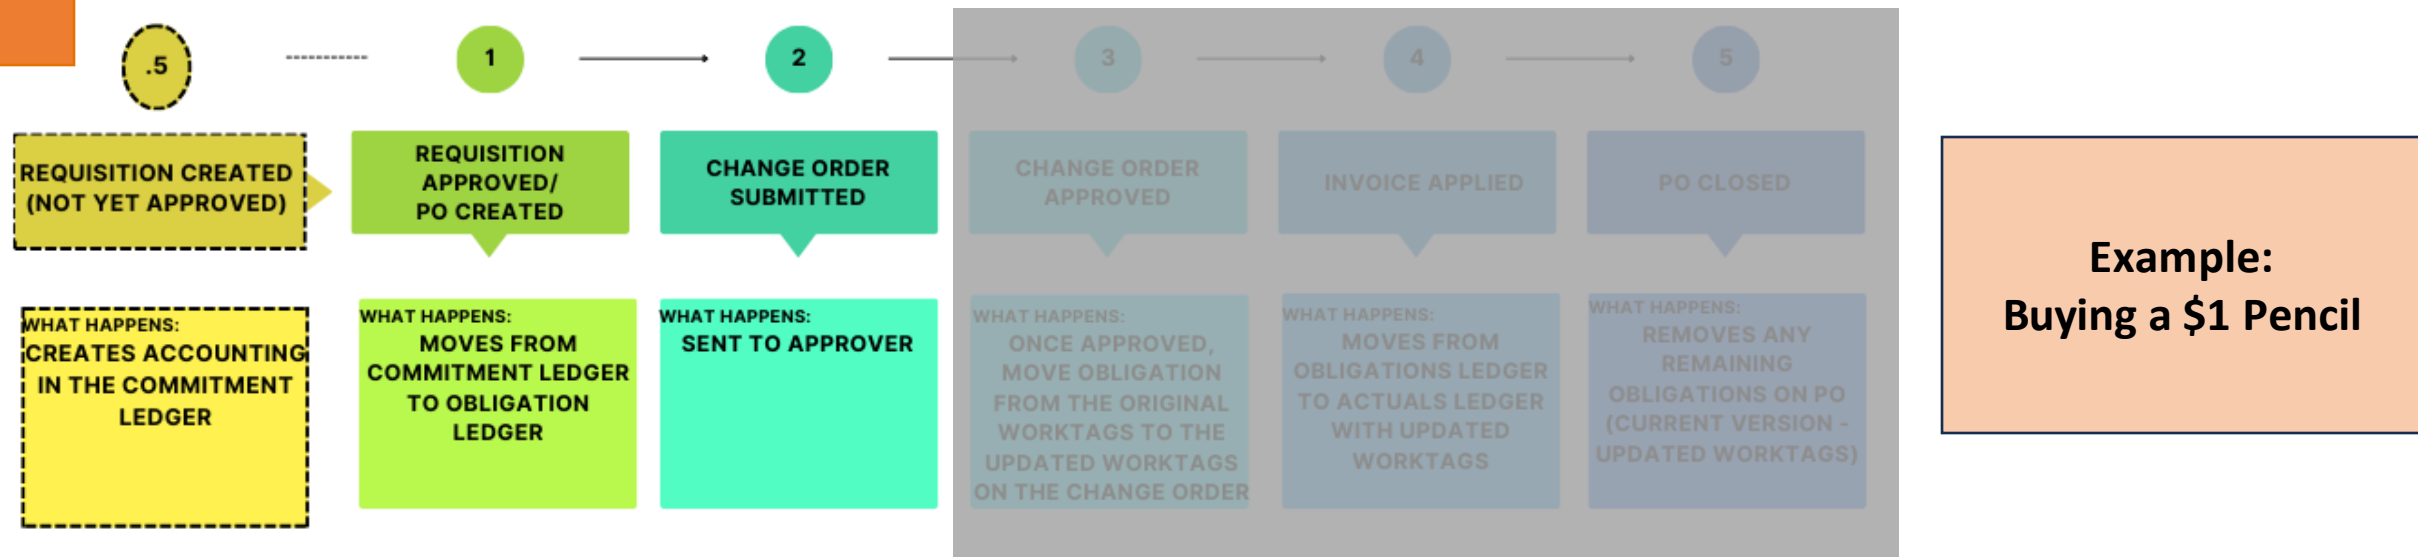 .5
1
2
3
4
5
REQUISITION CREATED
(NOT YET APPROVED)
REQUISITION
APPROVED/
PO CREATED
CHANGE ORDER
SUBMITTED
CHANGE ORDER
APPROVED
INVOICE APPLIED
PO CLOSED
WHAT HAPPENS:
CREATES ACCOUNTING
IN THE COMMITMENT
LEDGER
WHAT HAPPENS:
MOVES FROM
COMMITMENT LEDGER
TO OBLIGATION
LEDGER
WHAT HAPPENS:
SENT TO APPROVER
WHAT HAPPENS:
ONCE APPROVED,
MOVE OBLIGATION
FROM THE ORIGINAL
WORKTAGS TO THE
UPDATED WORKTAGS
ON THE CHANGE ORDER
WHAT HAPPENS:
MOVES FROM
OBLIGATIONS LEDGER
TO ACTUALS LEDGER
WITH UPDATED
WORKTAGS
WHAT HAPPENS:
REMOVES ANY
REMAINING
OBLIGATIONS ON PO
(CURRENT VERSION -
UPDATED WORKTAGS)
Example:
Buying a $1 Pencil